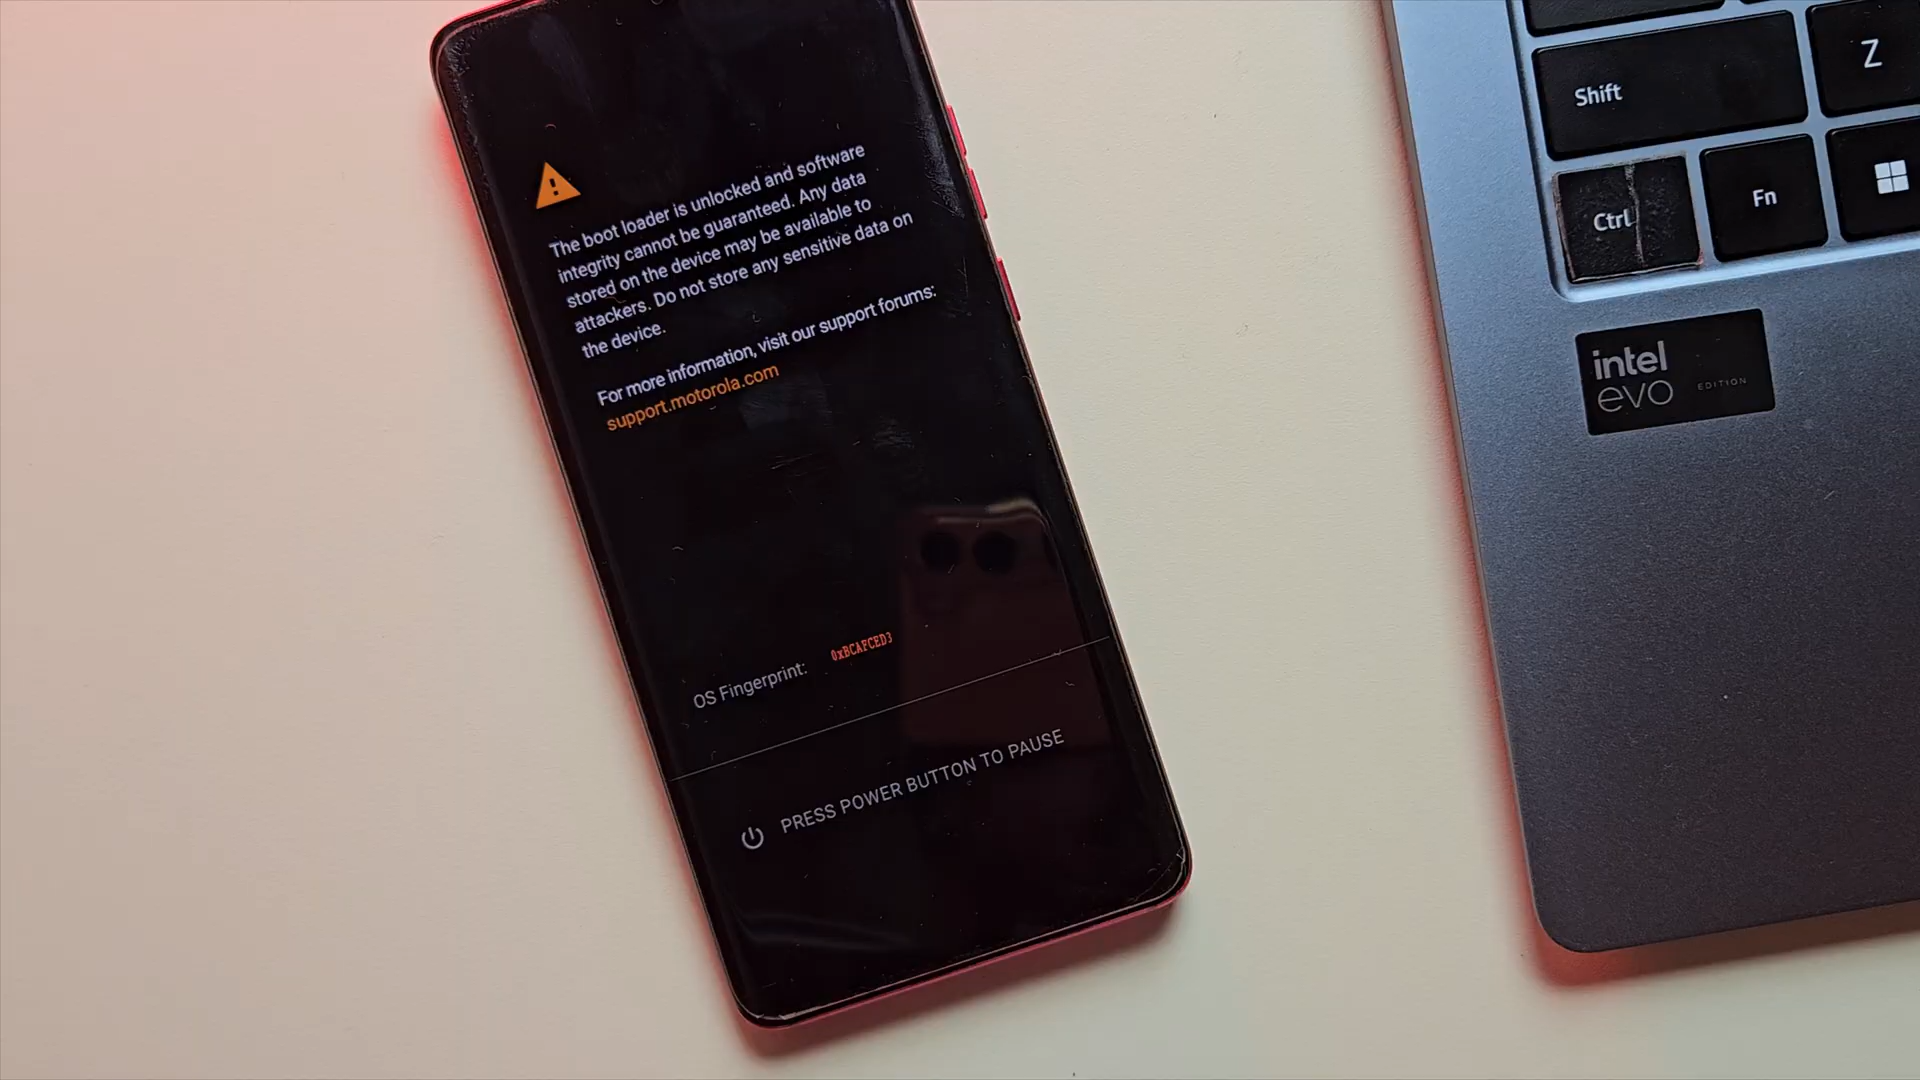 The boot loader is unlocked and software
integrity cannot be guaranteed. Any data
stored on the device may be available to
attackers. Do not store any sensitive data on
the device.
For more information, visit our support forums:
support.motorola.com
OS Fingerprint: 0xBCAFCED3
PRESS POWER BUTTON TO PAUSE
Shift
Z
Ctrl
Fn
intel
evo EDITION